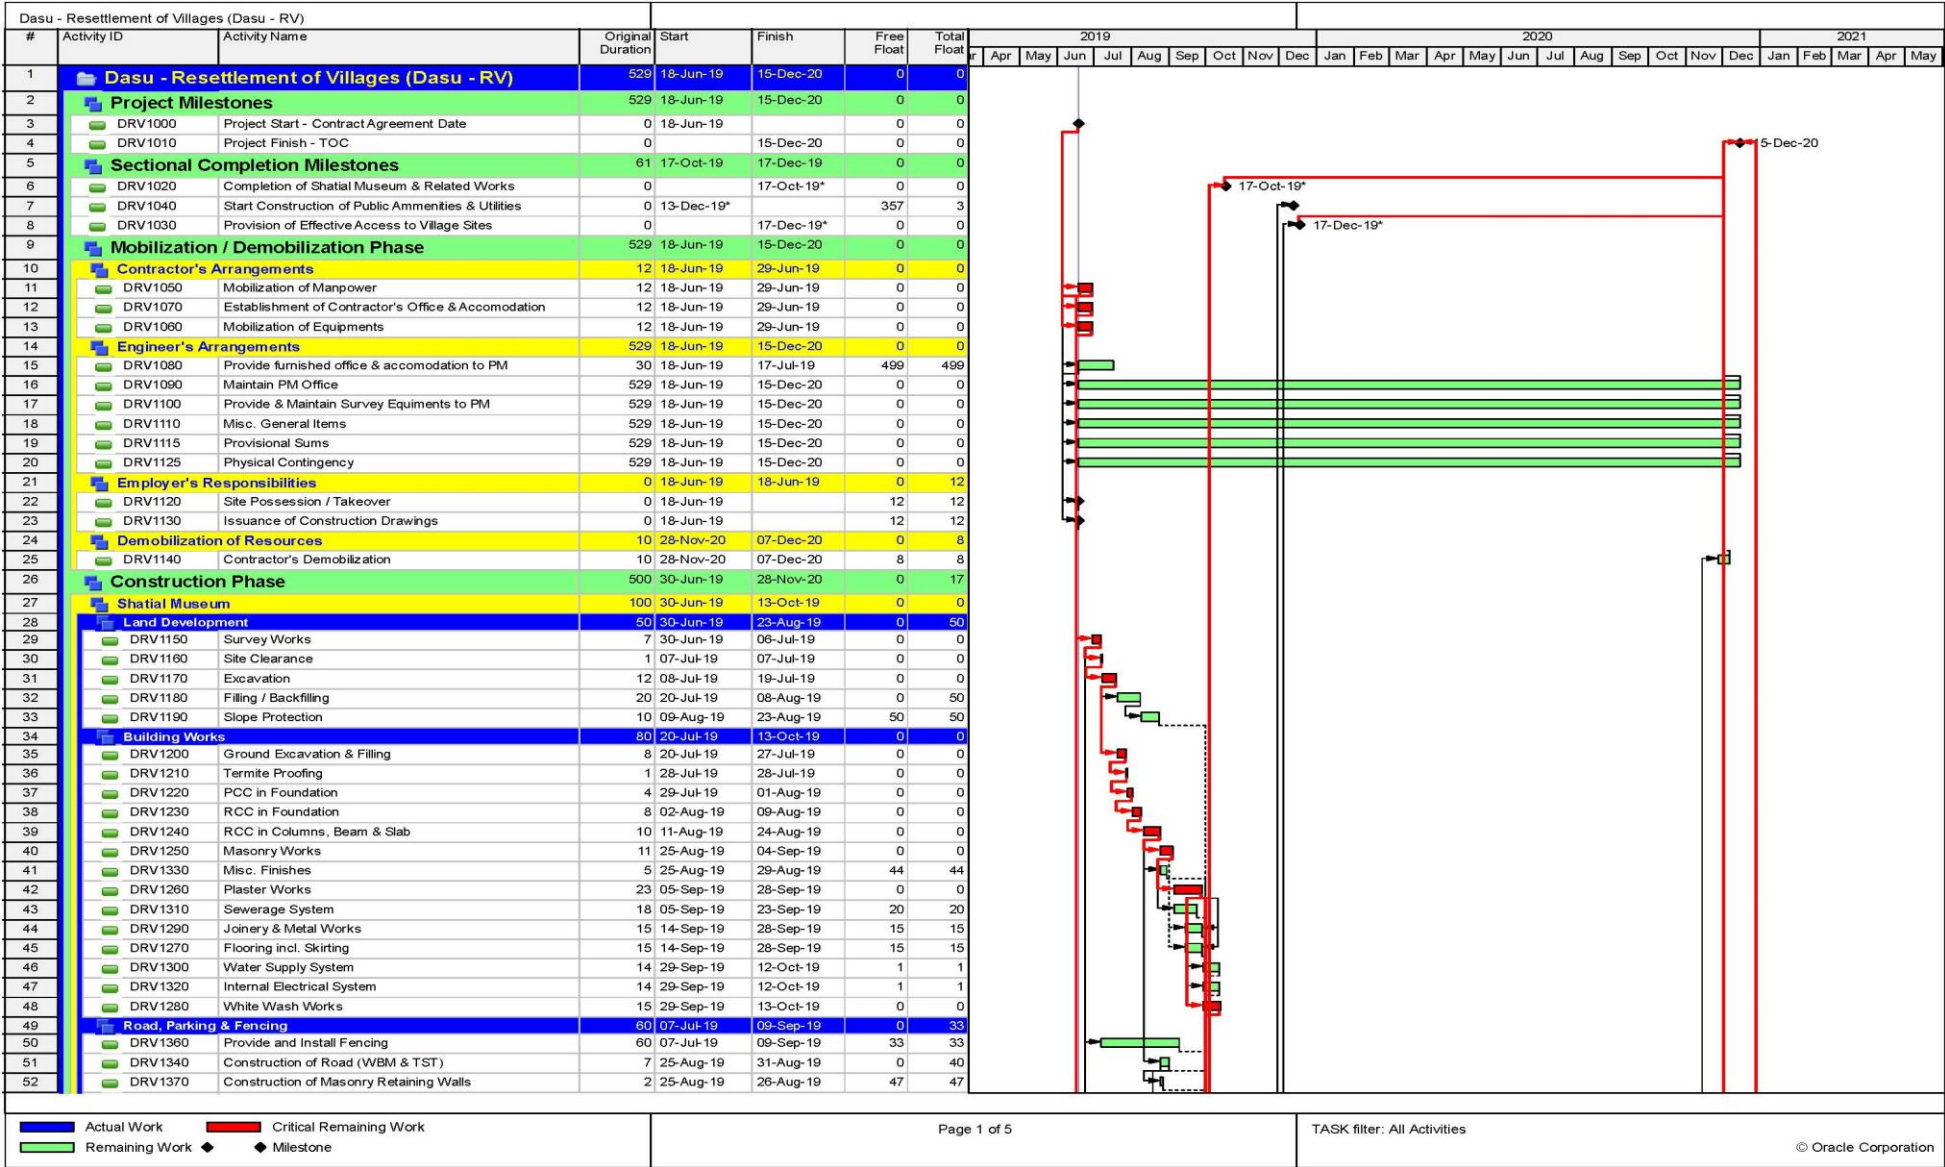 Dasu - Resettlement of Villages (Dasu - RV)
# Activity ID Activity Name Original Duration Start Finish Free Float Total Float 2019 2020 2021
r Apr May Jun Jul Aug Sep Oct Nov Dec Jan Feb Mar Apr May Jun Jul Aug Sep Oct Nov Dec Jan Feb Mar Apr May
1 Dasu - Resettlement of Villages (Dasu - RV) 529 18-Jun-19 15-Dec-20 0 0
2 Project Milestones 529 18-Jun-19 15-Dec-20 0 0
3 DRV1000 Project Start - Contract Agreement Date 0 18-Jun-19 0 0
4 DRV1010 Project Finish - TOC 0 15-Dec-20 0 0 5-Dec-20
5 Sectional Completion Milestones 61 17-Oct-19 17-Dec-19 0 0
6 DRV1020 Completion of Shatial Museum & Related Works 0 17-Oct-19* 0 0 17-Oct-19*
7 DRV1040 Start Construction of Public Ammenities & Utilities 0 13-Dec-19* 357 3
8 DRV1030 Provision of Effective Access to Village Sites 0 17-Dec-19* 0 0 17-Dec-19*
9 Mobilization / Demobilization Phase 529 18-Jun-19 15-Dec-20 0 0
10 Contractor's Arrangements 12 18-Jun-19 29-Jun-19 0 0
11 DRV1050 Mobilization of Manpower 12 18-Jun-19 29-Jun-19 0 0
12 DRV1070 Establishment of Contractor's Office & Accomodation 12 18-Jun-19 29-Jun-19 0 0
13 DRV1060 Mobilization of Equipments 12 18-Jun-19 29-Jun-19 0 0
14 Engineer's Arrangements 529 18-Jun-19 15-Dec-20 0 0
15 DRV1080 Provide furnished office & accomodation to PM 30 18-Jun-19 17-Jul-19 499 499
16 DRV1090 Maintain PM Office 529 18-Jun-19 15-Dec-20 0 0
17 DRV1100 Provide & Maintain Survey Equiments to PM 529 18-Jun-19 15-Dec-20 0 0
18 DRV1110 Misc. General Items 529 18-Jun-19 15-Dec-20 0 0
19 DRV1115 Provisional Sums 529 18-Jun-19 15-Dec-20 0 0
20 DRV1125 Physical Contingency 529 18-Jun-19 15-Dec-20 0 0
21 Employer's Responsibilities 0 18-Jun-19 18-Jun-19 0 12
22 DRV1120 Site Possession / Takeover 0 18-Jun-19 12 12
23 DRV1130 Issuance of Construction Drawings 0 18-Jun-19 12 12
24 Demobilization of Resources 10 28-Nov-20 07-Dec-20 0 8
25 DRV1140 Contractor's Demobilization 10 28-Nov-20 07-Dec-20 8 8
26 Construction Phase 500 30-Jun-19 28-Nov-20 0 17
27 Shatial Museum 100 30-Jun-19 13-Oct-19 0 0
28 Land Development 50 30-Jun-19 23-Aug-19 0 50
29 DRV1150 Survey Works 7 30-Jun-19 06-Jul-19 0 0
30 DRV1160 Site Clearance 1 07-Jul-19 07-Jul-19 0 0
31 DRV1170 Excavation 12 08-Jul-19 19-Jul-19 0 0
32 DRV1180 Filling / Backfilling 20 20-Jul-19 08-Aug-19 0 50
33 DRV1190 Slope Protection 10 09-Aug-19 23-Aug-19 50 50
34 Building Works 80 20-Jul-19 13-Oct-19 0 0
35 DRV1200 Ground Excavation & Filling 8 20-Jul-19 27-Jul-19 0 0
36 DRV1210 Termite Proofing 1 28-Jul-19 28-Jul-19 0 0
37 DRV1220 PCC in Foundation 4 29-Jul-19 01-Aug-19 0 0
38 DRV1230 RCC in Foundation 8 02-Aug-19 09-Aug-19 0 0
39 DRV1240 RCC in Columns, Beam & Slab 10 11-Aug-19 24-Aug-19 0 0
40 DRV1250 Masonry Works 11 25-Aug-19 04-Sep-19 0 0
41 DRV1330 Misc. Finishes 5 25-Aug-19 29-Aug-19 44 44
42 DRV1260 Plaster Works 23 05-Sep-19 28-Sep-19 0 0
43 DRV1310 Sewerage System 18 05-Sep-19 23-Sep-19 20 20
44 DRV1290 Joinery & Metal Works 15 14-Sep-19 28-Sep-19 15 15
45 DRV1270 Flooring incl. Skirting 15 14-Sep-19 28-Sep-19 15 15
46 DRV1300 Water Supply System 14 29-Sep-19 12-Oct-19 1 1
47 DRV1320 Internal Electrical System 14 29-Sep-19 12-Oct-19 1 1
48 DRV1280 White Wash Works 15 29-Sep-19 13-Oct-19 0 0
49 Road, Parking & Fencing 60 07-Jul-19 09-Sep-19 0 33
50 DRV1360 Provide and Install Fencing 60 07-Jul-19 09-Sep-19 33 33
51 DRV1340 Construction of Road (WBM & TST) 7 25-Aug-19 31-Aug-19 0 40
52 DRV1370 Construction of Masonry Retaining Walls 2 25-Aug-19 26-Aug-19 47 47
Actual Work Critical Remaining Work Page 1 of 5 TASK filter: All Activities
Remaining Work Milestone © Oracle Corporation